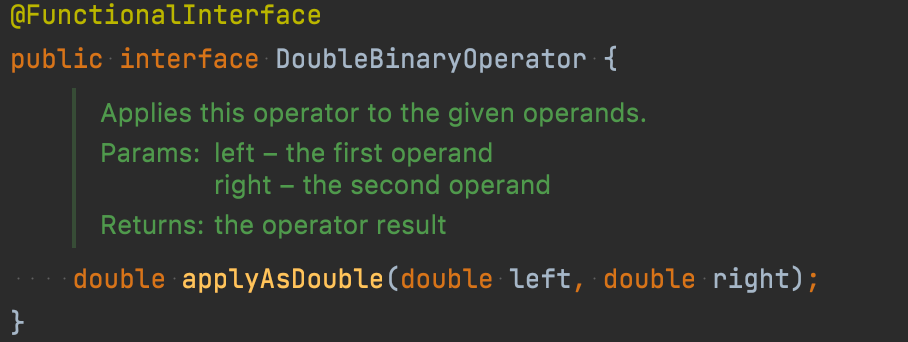 @FunctionalInterface
public interface DoubleBinaryOperator {
Applies this operator to the given operands.
Params: left – the first operand
right – the second operand
Returns: the operator result
double applyAsDouble(double left, double right);
}